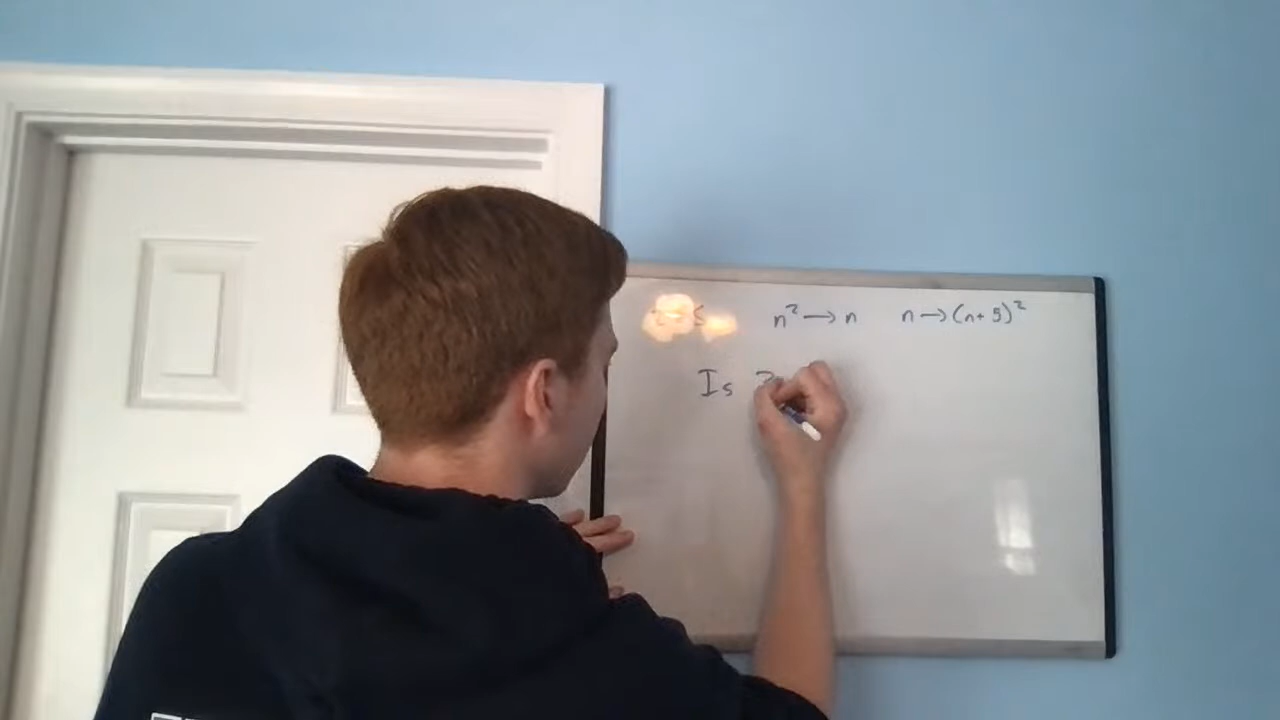 n² → n n → (n+5)²
Is